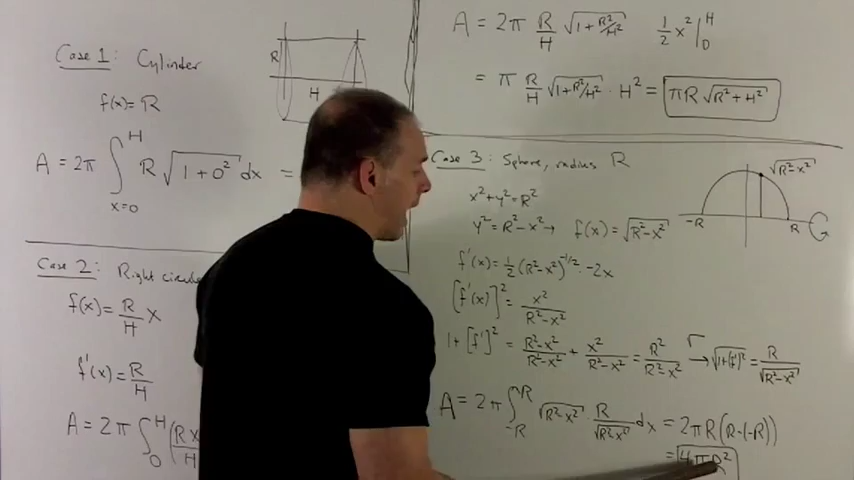 Case 1: Cylinder
R
H
f(x)=R
A = 2π ∫_{x=0}^{H} R √(1+0²) dx =
Case 2: Right
f(x)= R/H x
f'(x)= R/H
A = 2π ∫_0^H (Rx/H
A = 2π R/H √(1+R²/H²) 1/2 x² |_0^H
= π R/H √(1+R²/H²) · H² = πR √(R²+H²)
Case 3: Sphere, radius R
x²+y²=R²
y²=R²-x² → f(x)=√(R²-x²)
√(R²-x²)
-R R
f'(x)= 1/2 (R²-x²)^{-1/2} · -2x
[f'(x)]² = x²/(R²-x²)
1+[f']² = (R²-x²)/(R²-x²) + x²/(R²-x²) = R²/(R²-x²) √ → √(1+(f')²) = R/√(R²-x²)
A = 2π ∫_{-R}^{R} √(R²-x²) · R/√(R²-x²) dx = 2πR(R-(-R))
= 4πR²